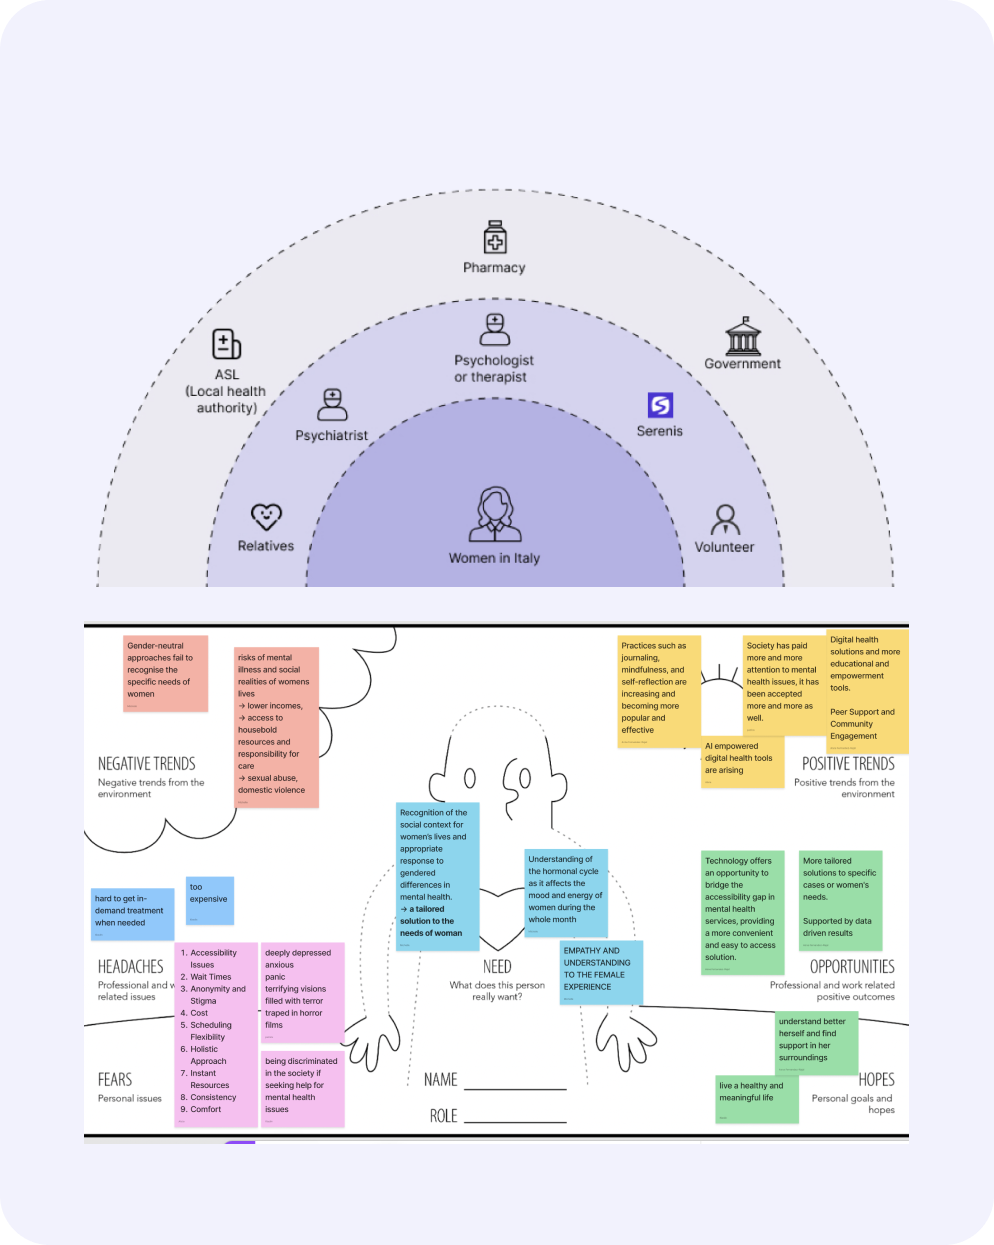 Pharmacy
ASL
(Local health
authority)
Psychologist
or therapist
Government
Psychiatrist
Serenis
Relatives
Women in Italy
Volunteer
Gender-neutral
approaches fail to
recognise the
specific needs of
women
risks of mental
illness and social
realities of womens
lives
→ lower incomes,
→ access to
household
resources and
responsibility for
care
→ sexual abuse,
domestic violence
NEGATIVE TRENDS
Negative trends from the
environment
Practices such as
journaling,
mindfulness, and
self-reflection are
increasing and
becoming more
popular and
effective
Society has paid
more and more
attention to mental
health issues, it has
been accepted
more and more as
well.
Digital health
solutions and more
educational and
empowerment
tools.
Peer Support and
Community
Engagement
AI empowered
digital health tools
are arising
POSITIVE TRENDS
Positive trends from the
environment
Recognition of the
social context for
women's lives and
appropriate
response to
gendered
differences in
mental health.
→ a tailored
solution to the
needs of woman
Understanding of
the hormonal cycle
as it affects the
mood and energy of
women during the
whole month
EMPATHY AND
UNDERSTANDING
TO THE FEMALE
EXPERIENCE
NEED
What does this person
really want?
hard to get in-
demand treatment
when needed
too
expensive
HEADACHES
Professional and w
related issues
Technology offers
an opportunity to
bridge the
accessibility gap in
mental health
services, providing
a more convenient
and easy to access
solution.
More tailored
solutions to specific
cases or women's
needs.
Supported by data
driven results
OPPORTUNITIES
Professional and work related
positive outcomes
1. Accessibility
Issues
2. Wait Times
3. Anonymity and
Stigma
4. Cost
5. Scheduling
Flexibility
6. Holistic
Approach
7. Instant
Resources
8. Consistency
9. Comfort
deeply depressed
anxious
panic
terrifying visions
filled with terror
traped in horror
films
being discriminated
in the society if
seeking help for
mental health
issues
FEARS
Personal issues
NAME
ROLE
understand better
herself and find
support in her
surroundings
live a healthy and
meaningful life
HOPES
Personal goals and
hopes